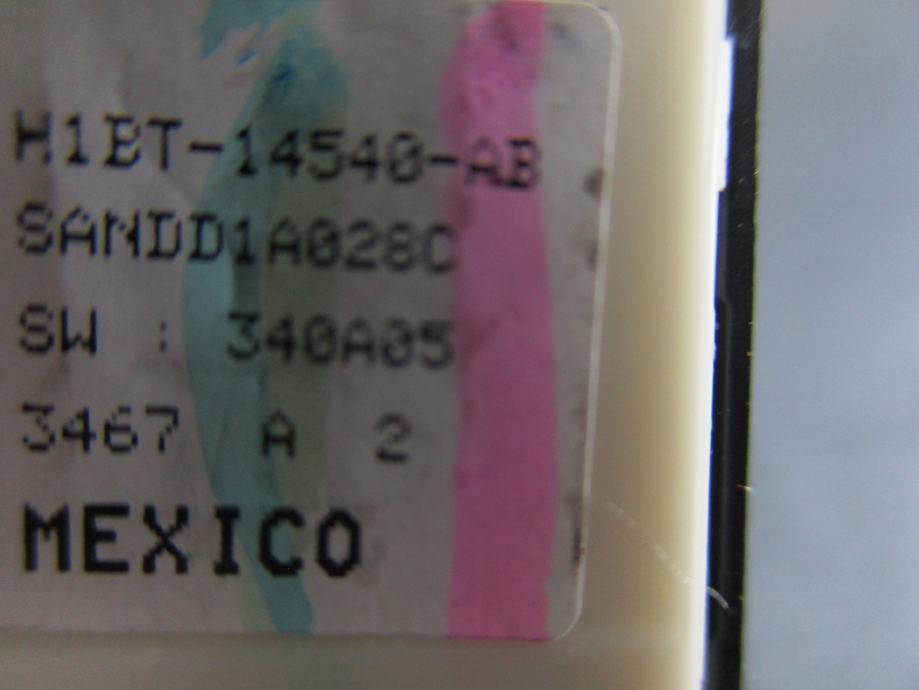 H1BT-14540-AB
SANDD1A028C
SW : 340A05
3467 A 2
MEXICO